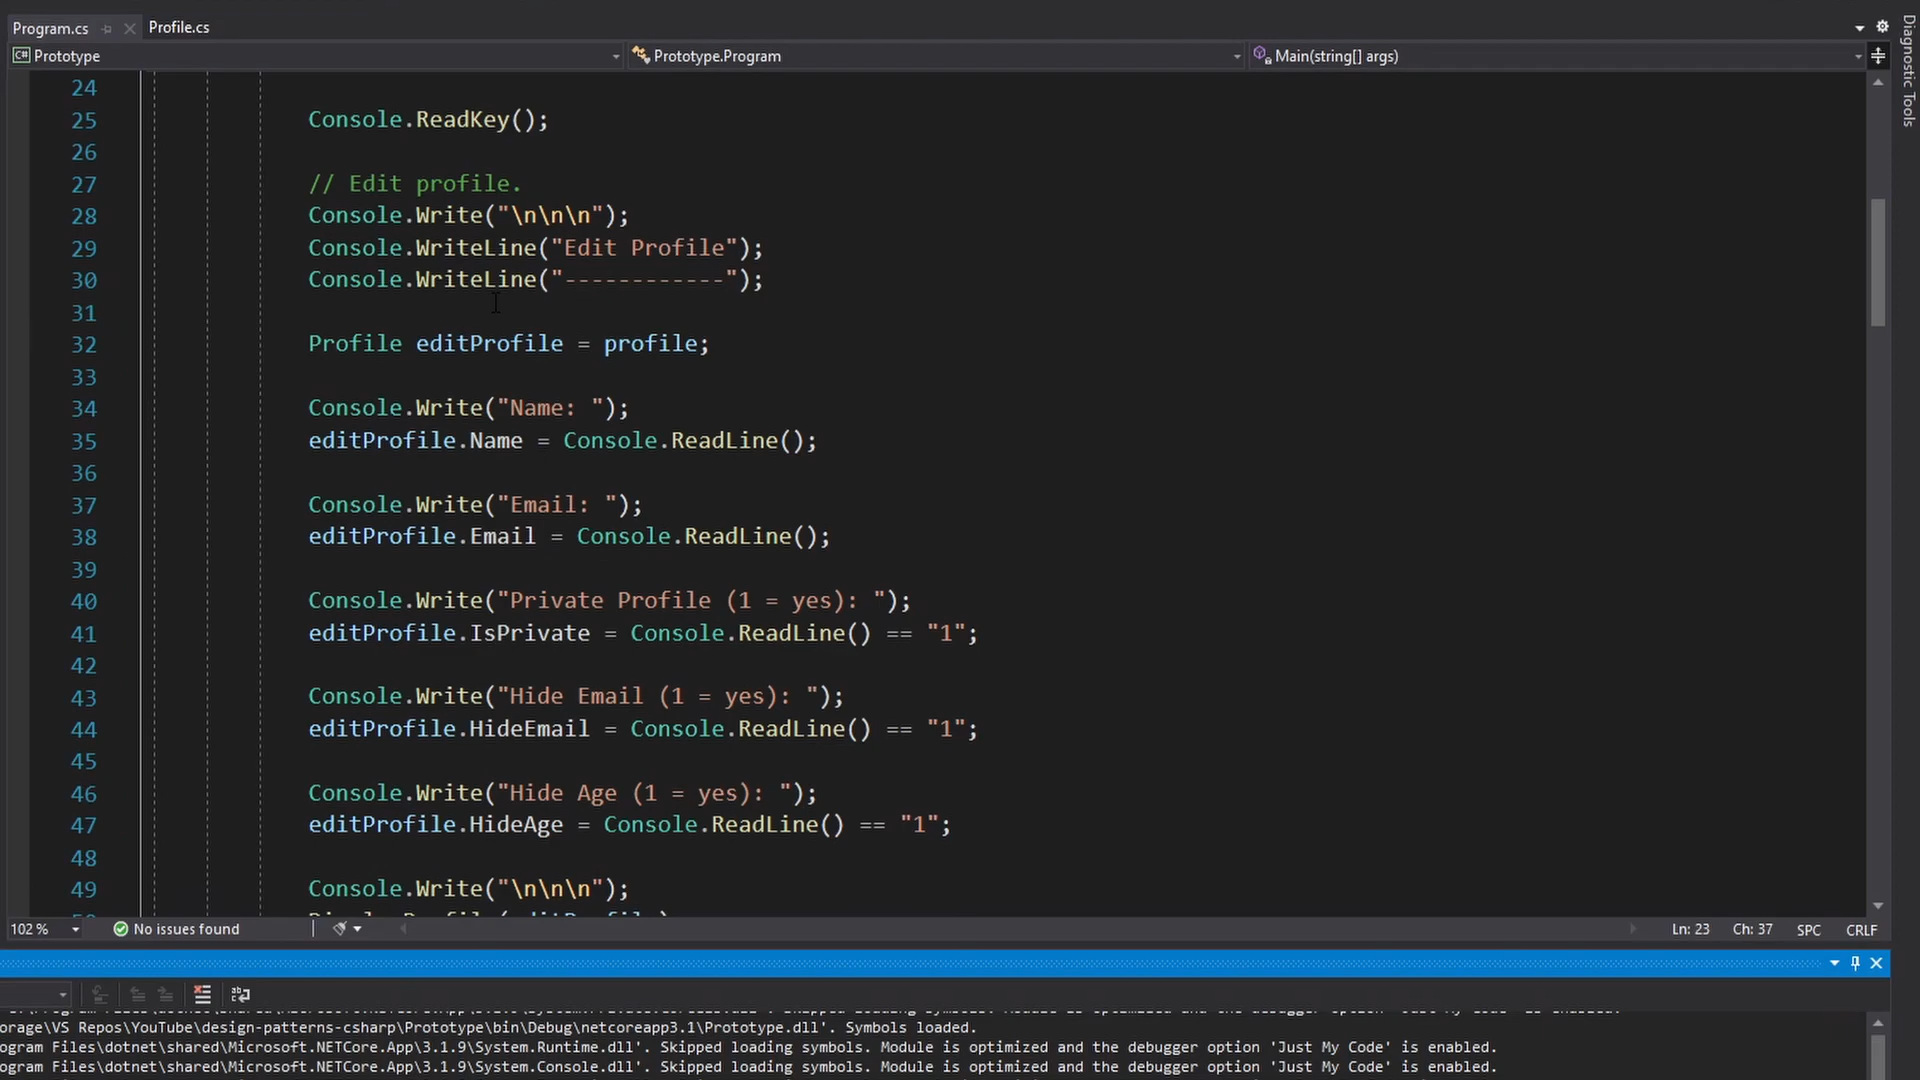 Program.cs
Profile.cs
C# Prototype
Prototype.Program
Main(string[] args)
Diagnostic Tools
24
25 Console.ReadKey();
26
27 // Edit profile.
28 Console.Write("\n\n\n");
29 Console.WriteLine("Edit Profile");
30 Console.WriteLine("------------");
31
32 Profile editProfile = profile;
33
34 Console.Write("Name: ");
35 editProfile.Name = Console.ReadLine();
36
37 Console.Write("Email: ");
38 editProfile.Email = Console.ReadLine();
39
40 Console.Write("Private Profile (1 = yes): ");
41 editProfile.IsPrivate = Console.ReadLine() == "1";
42
43 Console.Write("Hide Email (1 = yes): ");
44 editProfile.HideEmail = Console.ReadLine() == "1";
45
46 Console.Write("Hide Age (1 = yes): ");
47 editProfile.HideAge = Console.ReadLine() == "1";
48
49 Console.Write("\n\n\n");
102 %
No issues found
Ln: 23
Ch: 37
SPC
CRLF
orage\VS Repos\YouTube\design-patterns-csharp\Prototype\bin\Debug\netcoreapp3.1\Prototype.dll'. Symbols loaded.
ogram Files\dotnet\shared\Microsoft.NETCore.App\3.1.9\System.Runtime.dll'. Skipped loading symbols. Module is optimized and the debugger option 'Just My Code' is enabled.
ogram Files\dotnet\shared\Microsoft.NETCore.App\3.1.9\System.Console.dll'. Skipped loading symbols. Module is optimized and the debugger option 'Just My Code' is enabled.